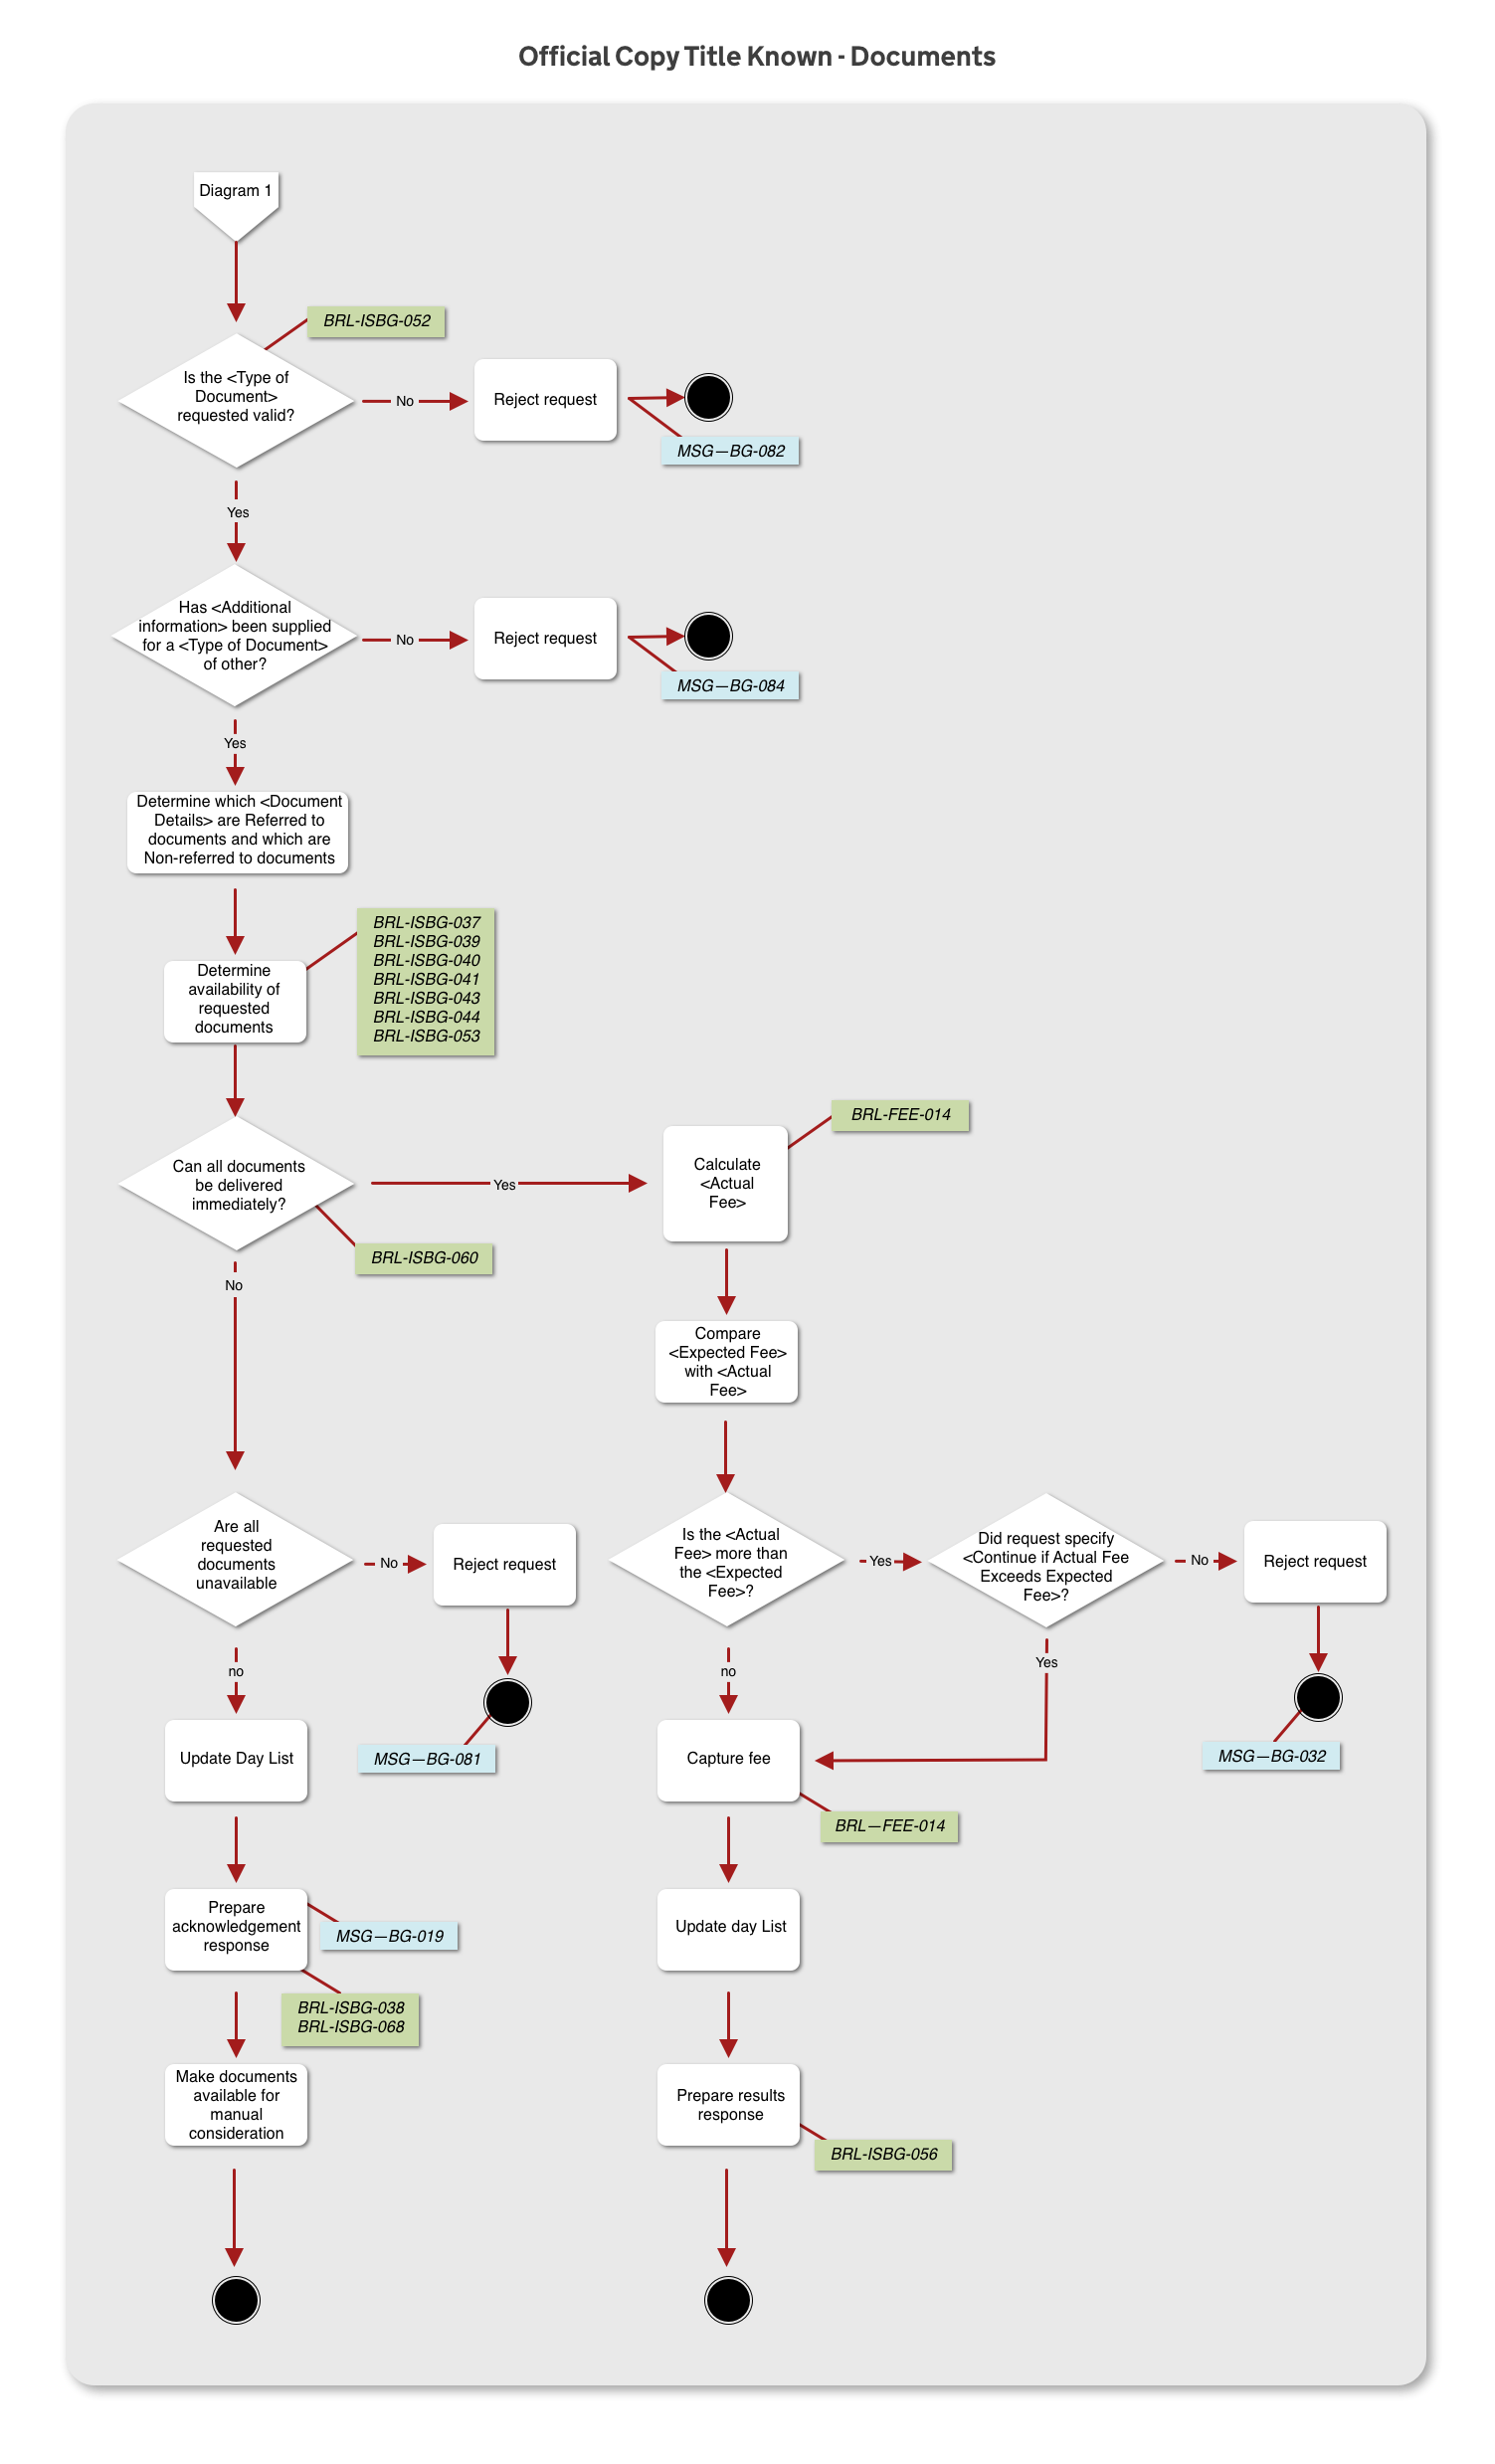 Official Copy Title Known - Documents
Diagram 1
BRL-ISBG-052
Is the <Type of
Document>
requested valid?
No
Reject request
MSG—BG-082
Yes
Has <Additional
information> been supplied
for a <Type of Document>
of other?
No
Reject request
MSG—BG-084
Yes
Determine which <Document
Details> are Referred to
documents and which are
Non-referred to documents
BRL-ISBG-037
BRL-ISBG-039
BRL-ISBG-040
BRL-ISBG-041
BRL-ISBG-043
BRL-ISBG-044
BRL-ISBG-053
Determine
availability of
requested
documents
BRL-FEE-014
Can all documents
be delivered
immediately?
Yes
Calculate
<Actual
Fee>
BRL-ISBG-060
No
Compare
<Expected Fee>
with <Actual
Fee>
Are all
requested
documents
unavailable
No
Reject request
Is the <Actual
Fee> more than
the <Expected
Fee>?
Yes
Did request specify
<Continue if Actual Fee
Exceeds Expected
Fee>?
No
Reject request
no
no
Yes
Update Day List
MSG—BG-081
Capture fee
MSG—BG-032
BRL—FEE-014
Prepare
acknowledgement
response
MSG—BG-019
Update day List
BRL-ISBG-038
BRL-ISBG-068
Make documents
available for
manual
consideration
Prepare results
response
BRL-ISBG-056